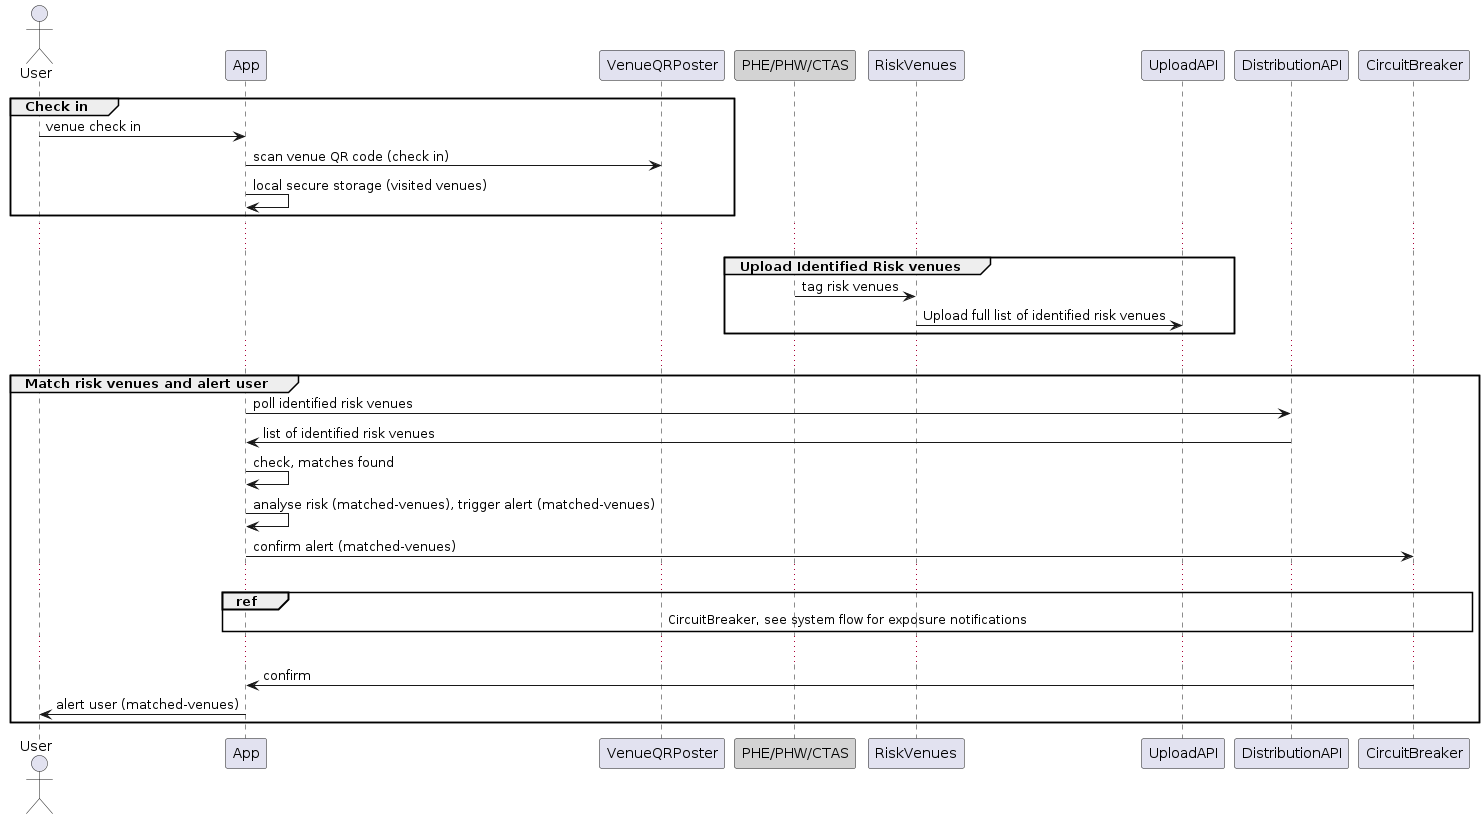 User
App
VenueQRPoster
PHE/PHW/CTAS
RiskVenues
UploadAPI
DistributionAPI
CircuitBreaker
Check in
venue check in
scan venue QR code (check in)
local secure storage (visited venues)
Upload Identified Risk venues
tag risk venues
Upload full list of identified risk venues
Match risk venues and alert user
poll identified risk venues
list of identified risk venues
check, matches found
analyse risk (matched-venues), trigger alert (matched-venues)
confirm alert (matched-venues)
ref
CircuitBreaker, see system flow for exposure notifications
confirm
alert user (matched-venues)
User
App
VenueQRPoster
PHE/PHW/CTAS
RiskVenues
UploadAPI
DistributionAPI
CircuitBreaker